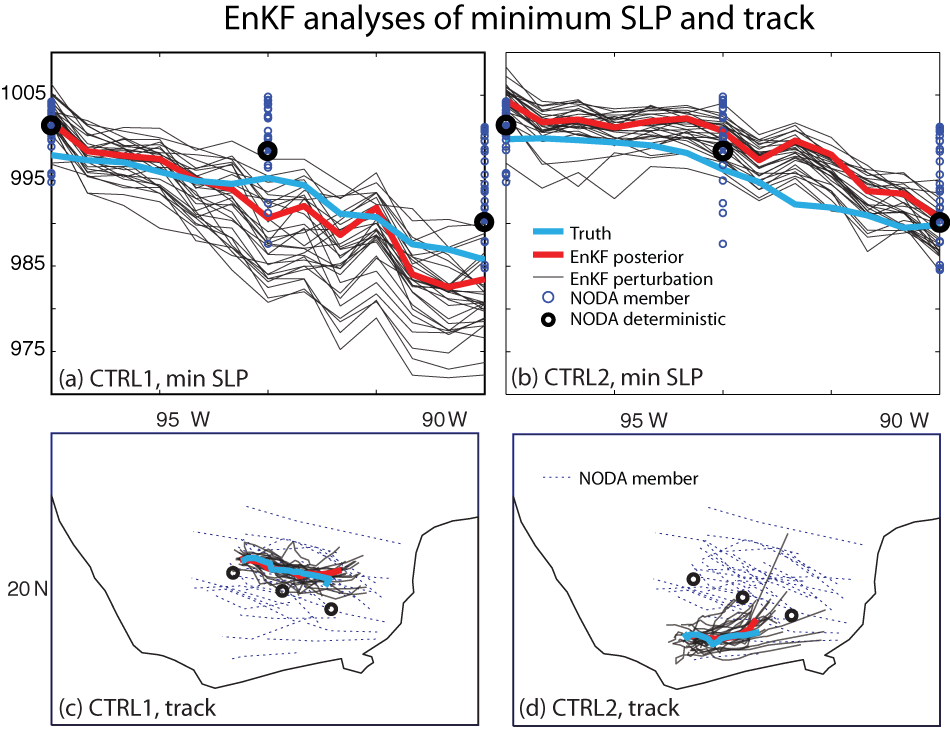 EnKF analyses of minimum SLP and track
1005
995
985
975
Truth
EnKF posterior
EnKF perturbation
NODA member
NODA deterministic
(a) CTRL1, min SLP
(b) CTRL2, min SLP
95 W
90 W
95 W
90 W
NODA member
20 N
(c) CTRL1, track
(d) CTRL2, track